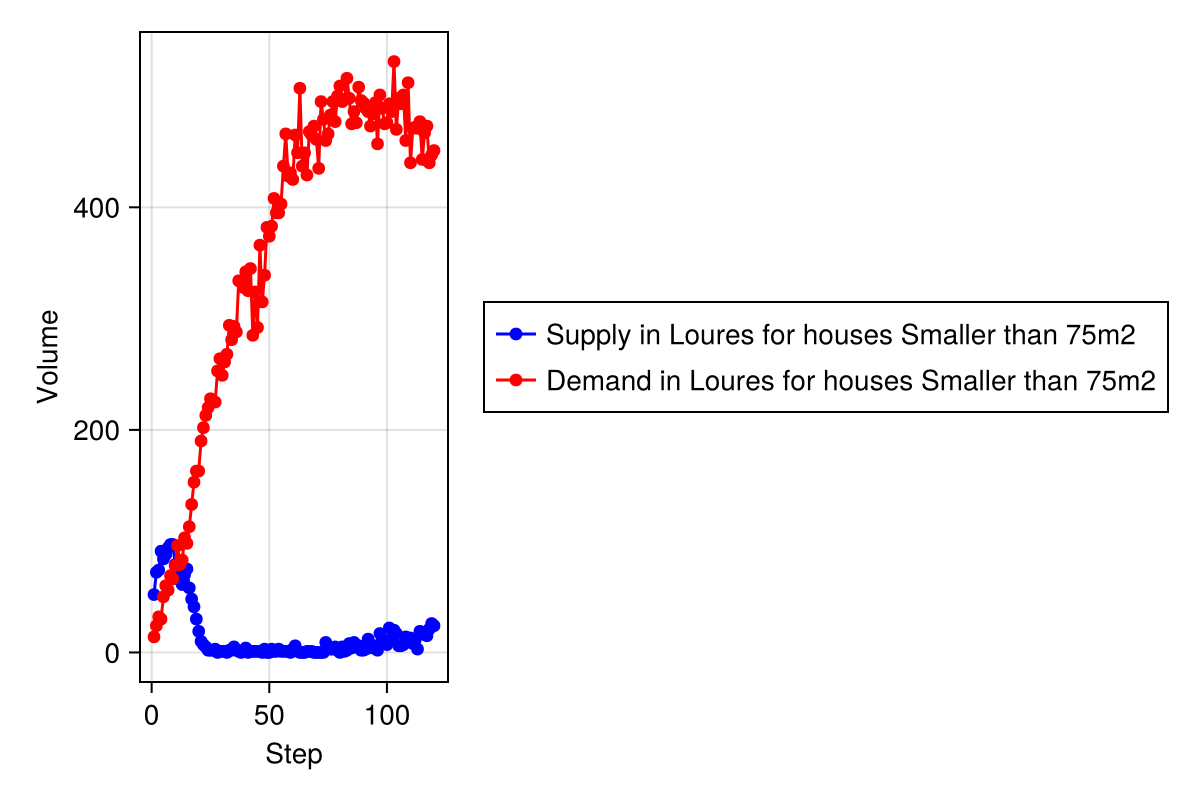 Volume
400
200
0
0 50 100
Step
Supply in Loures for houses Smaller than 75m2
Demand in Loures for houses Smaller than 75m2